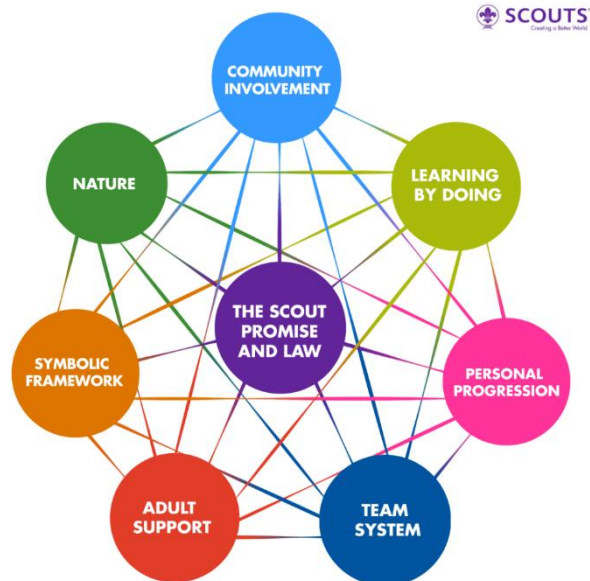 SCOUTS
Creating a Better World
COMMUNITY
INVOLVEMENT
NATURE
LEARNING
BY DOING
THE SCOUT
PROMISE
AND LAW
SYMBOLIC
FRAMEWORK
PERSONAL
PROGRESSION
ADULT
SUPPORT
TEAM
SYSTEM